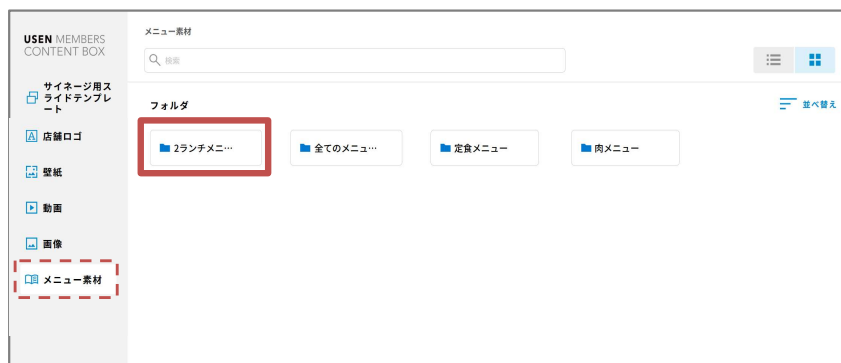 USEN MEMBERS
CONTENT BOX
サイネージ用ス
ライドテンプレ
ート
店舗ロゴ
壁紙
動画
画像
メニュー素材
メニュー素材
検索
フォルダ
並べ替え
2ランチメニ…
全てのメニュ…
定食メニュー
肉メニュー